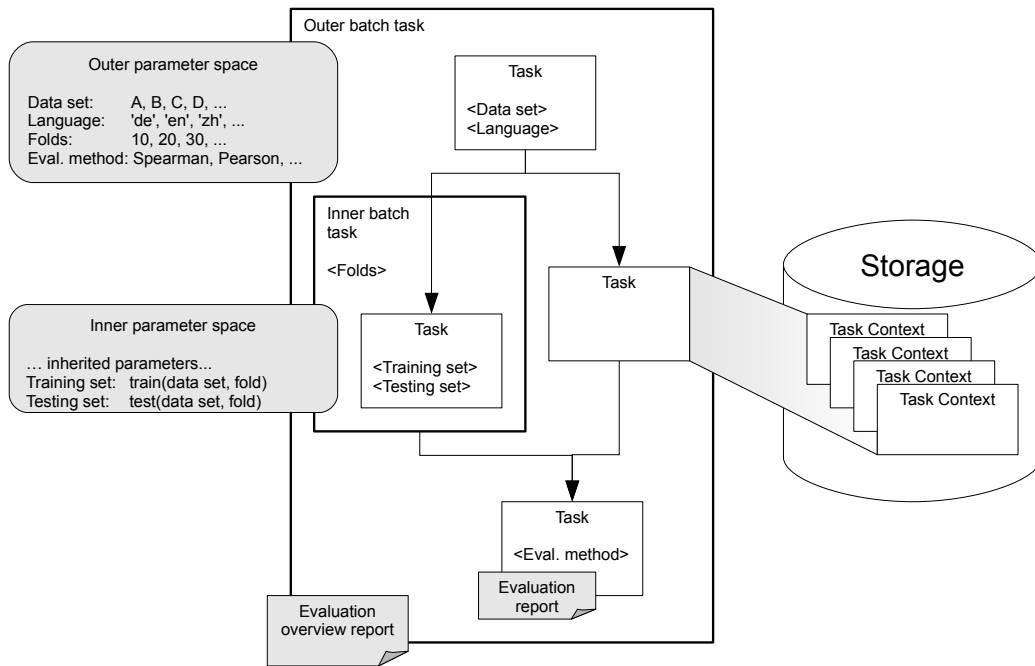 Outer batch task
Outer parameter space
Data set: A, B, C, D, ...
Language: 'de', 'en', 'zh', ...
Folds: 10, 20, 30, ...
Eval. method: Spearman, Pearson, ...
Task
<Data set>
<Language>
Inner batch
task
<Folds>
Task
Storage
Inner parameter space
... inherited parameters...
Training set: train(data set, fold)
Testing set: test(data set, fold)
Task
<Training set>
<Testing set>
Task Context
Task Context
Task Context
Task Context
Task
<Eval. method>
Evaluation
report
Evaluation
overview report